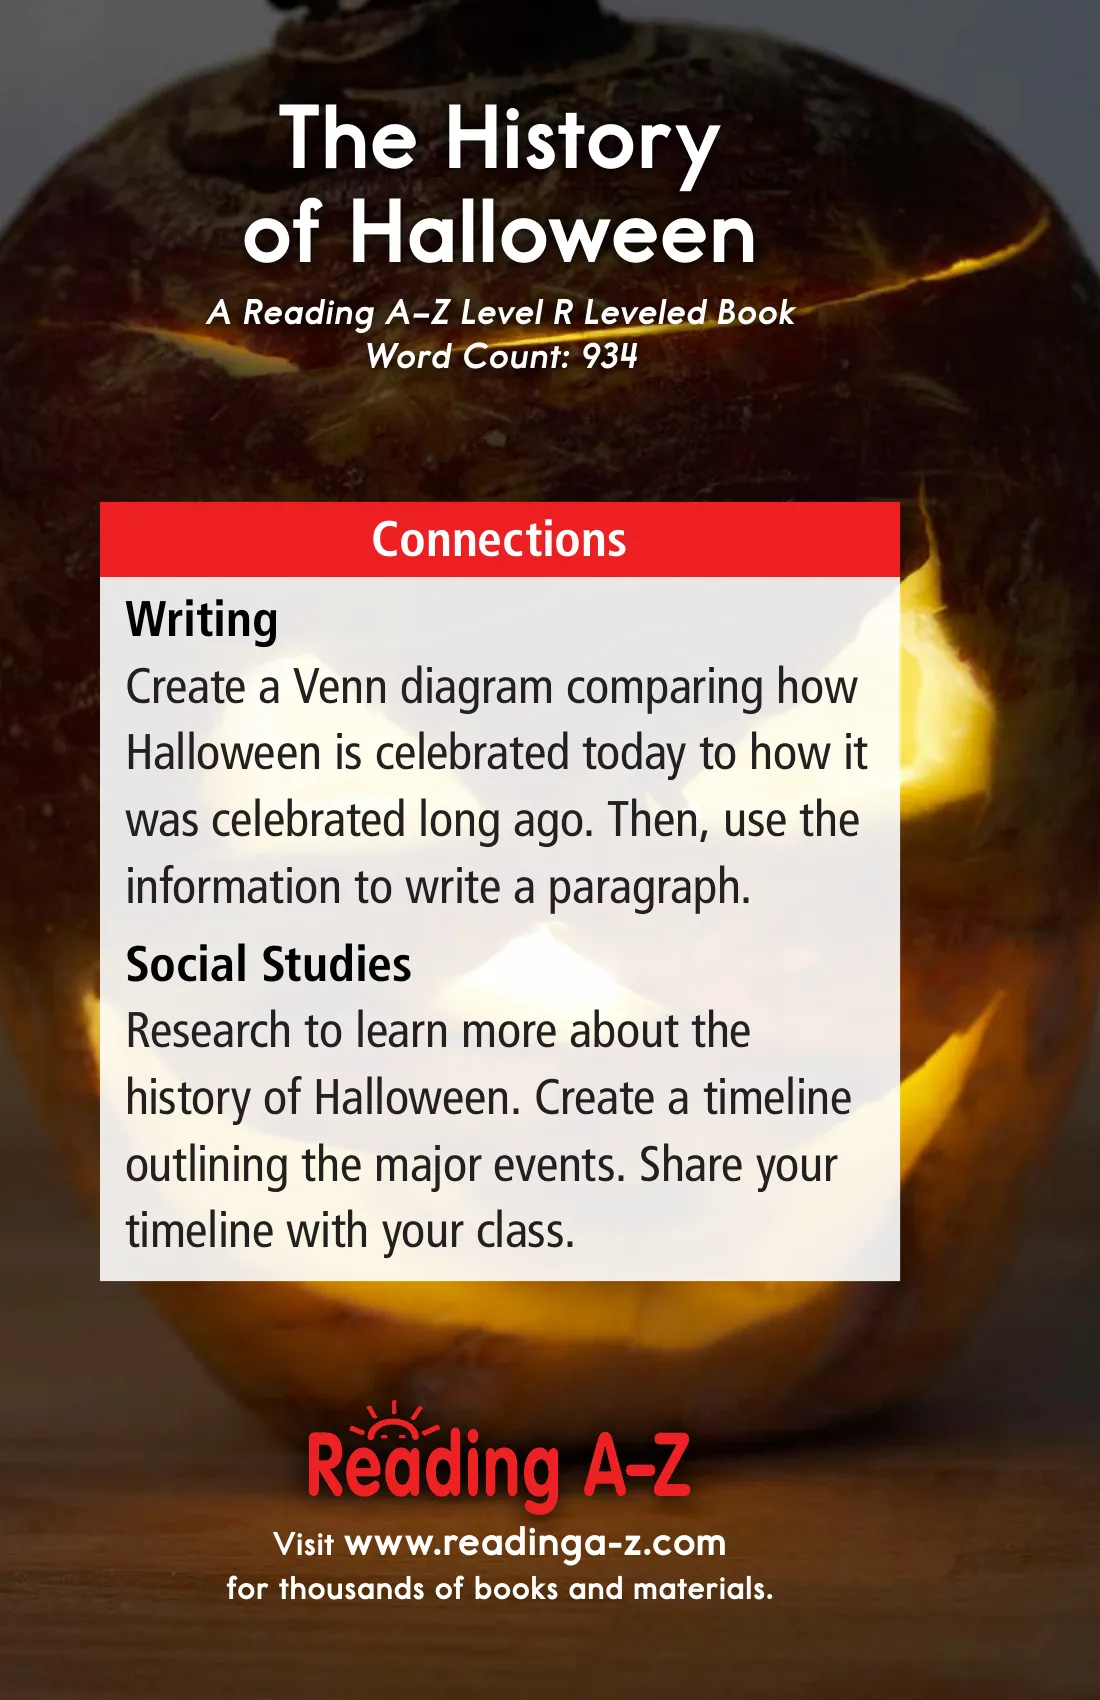 The History
of Halloween
A Reading A–Z Level R Leveled Book
Word Count: 934
Connections
Writing
Create a Venn diagram comparing how
Halloween is celebrated today to how it
was celebrated long ago. Then, use the
information to write a paragraph.
Social Studies
Research to learn more about the
history of Halloween. Create a timeline
outlining the major events. Share your
timeline with your class.
Reading A–Z
Visit www.readinga-z.com
for thousands of books and materials.